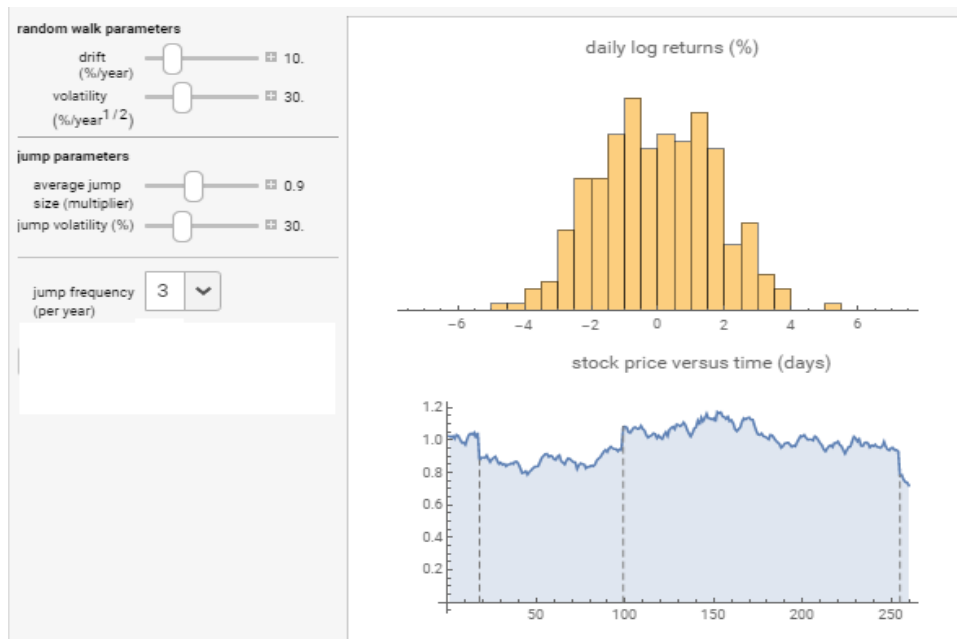 random walk parameters
drift
(%/year)
10.
volatility
(%/year^1/2)
30.
jump parameters
average jump
size (multiplier)
0.9
jump volatility (%)
30.
jump frequency
(per year)
3
daily log returns (%)
-6 -4 -2 0 2 4 6
stock price versus time (days)
1.2
1.0
0.8
0.6
0.4
0.2
50 100 150 200 250